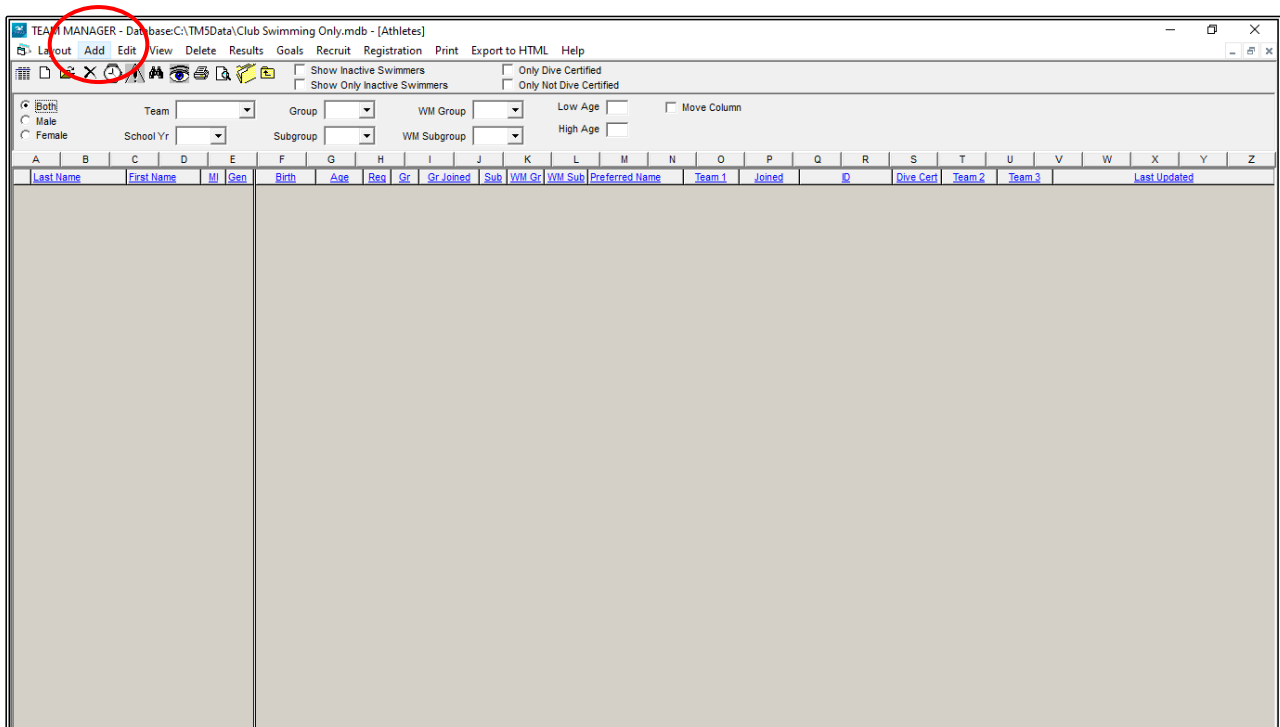 TEAM MANAGER - Database:C:\TM5Data\Club Swimming Only.mdb - [Athletes]
Layout Add Edit View Delete Results Goals Recruit Registration Print Export to HTML Help
Show Inactive Swimmers Only Dive Certified
Show Only Inactive Swimmers Only Not Dive Certified
Both Team Group WM Group Low Age Move Column
Male
Female School Yr Subgroup WM Subgroup High Age
A B C D E F G H I J K L M N O P Q R S T U V W X Y Z
Last Name First Name MI Gen Birth Age Reg Gr Gr Joined Sub WM Gr WM Sub Preferred Name Team 1 Joined ID Dive Cert Team 2 Team 3 Last Updated